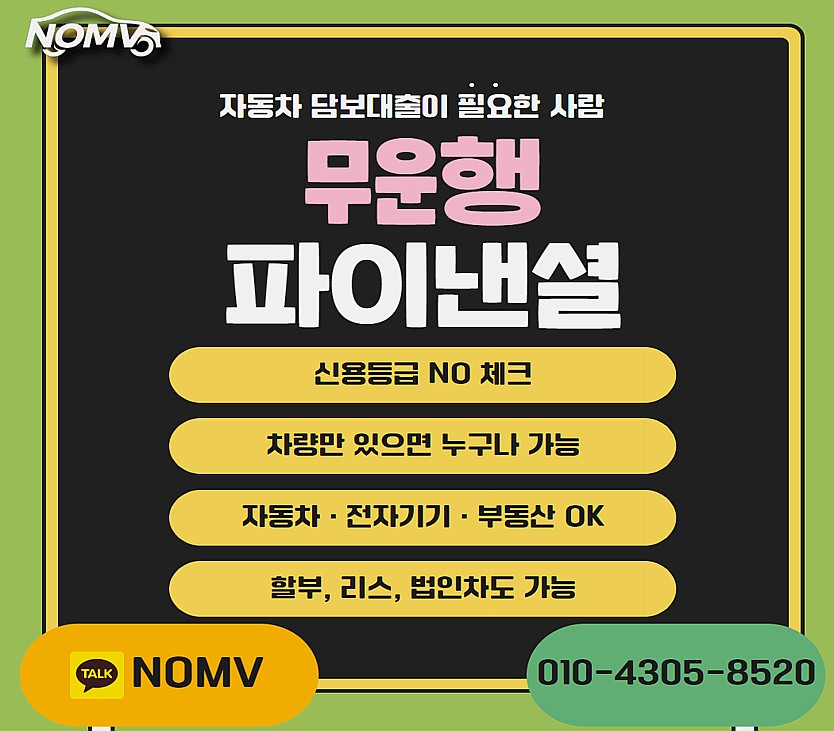 NOMV
자동차 담보대출이 필요한 사람
무운행
파이낸셜
신용등급 NO 체크
차량만 있으면 누구나 가능
자동차 · 전자기기 · 부동산 OK
할부, 리스, 법인차도 가능
TALK NOMV
010-4305-8520